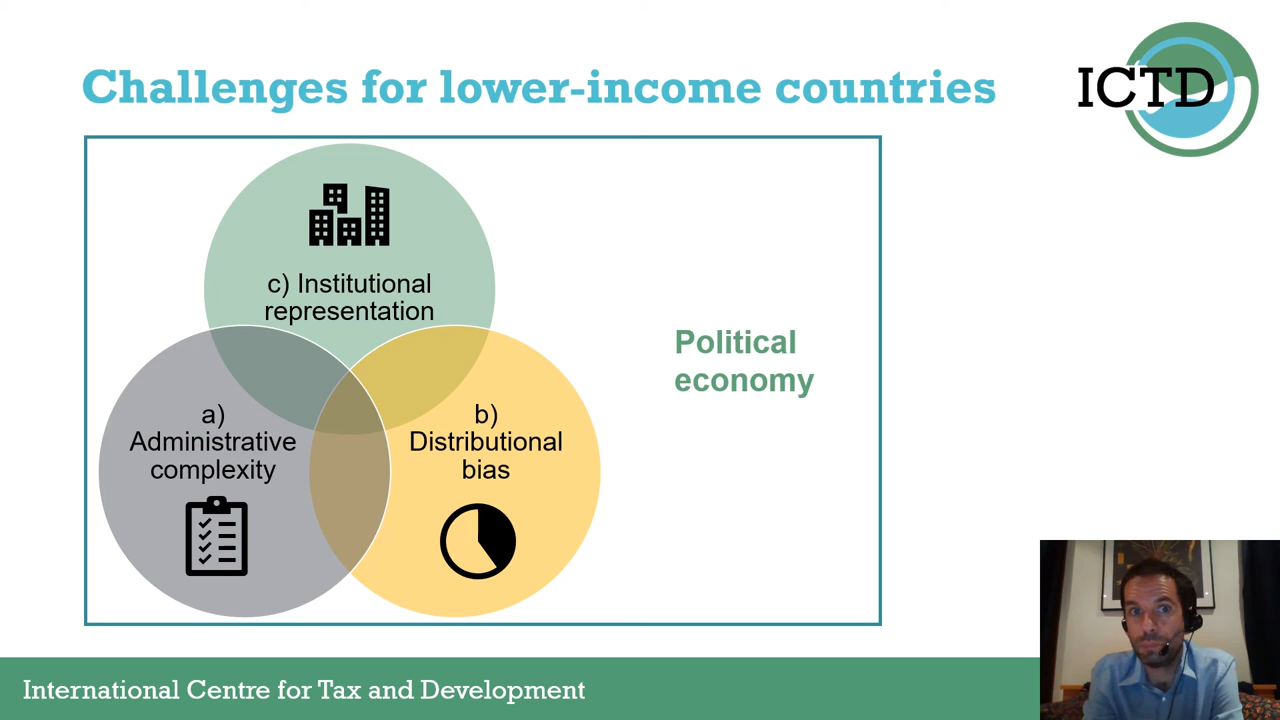 Challenges for lower-income countries
ICTD
c) Institutional
representation
Political
economy
a)
Administrative
complexity
b)
Distributional
bias
International Centre for Tax and Development